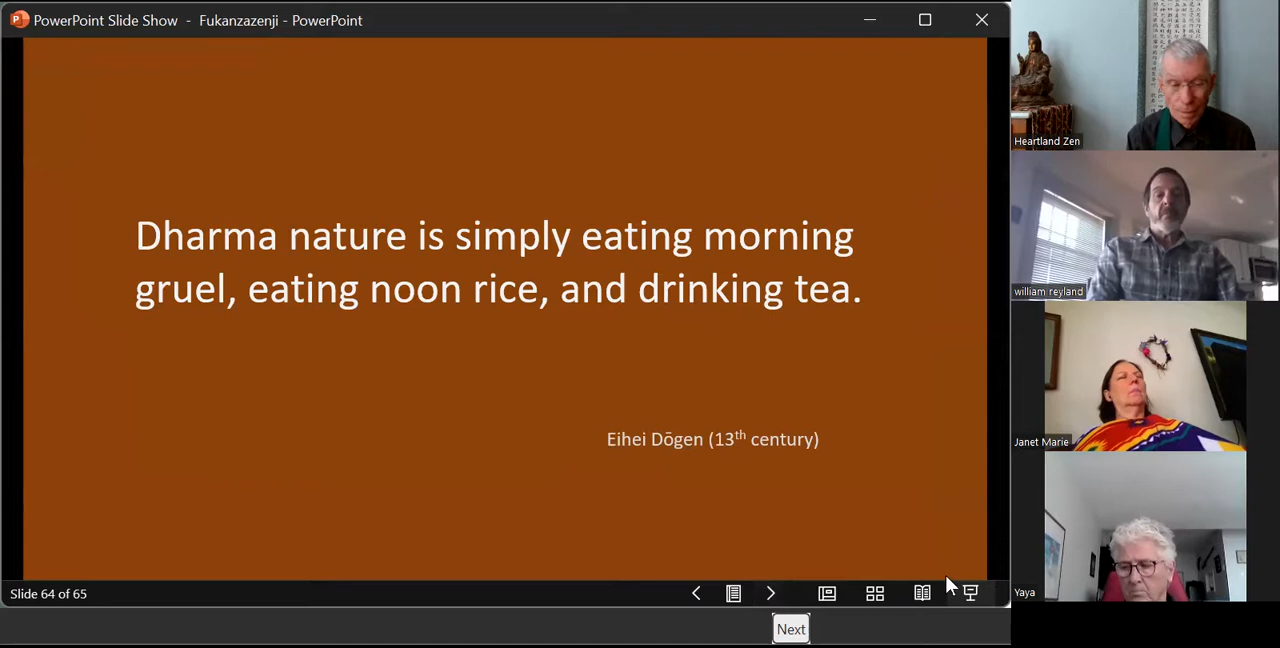 PowerPoint Slide Show - Fukanzazenji - PowerPoint
Dharma nature is simply eating morning
gruel, eating noon rice, and drinking tea.
Eihei Dōgen (13th century)
Slide 64 of 65
Next
Heartland Zen
william reyland
Janet Marie
Yaya